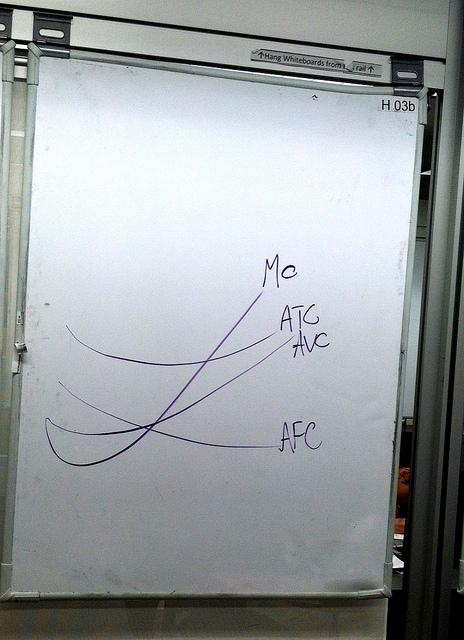 ↑Hang Whiteboards from rail ↑
H 03b
MC
ATC
AVC
AFC